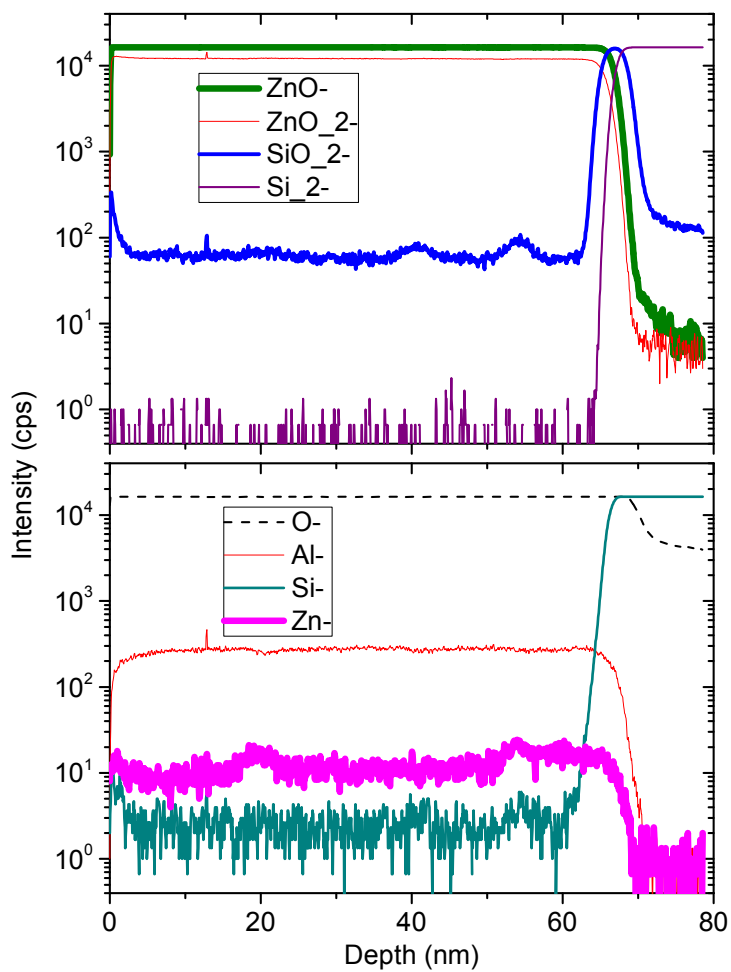 10^4
10^3
10^2
10^1
10^0
ZnO-
ZnO_2-
SiO_2-
Si_2-
Intensity (cps)
10^4
10^3
10^2
10^1
10^0
O-
Al-
Si-
Zn-
0 20 40 60 80
Depth (nm)